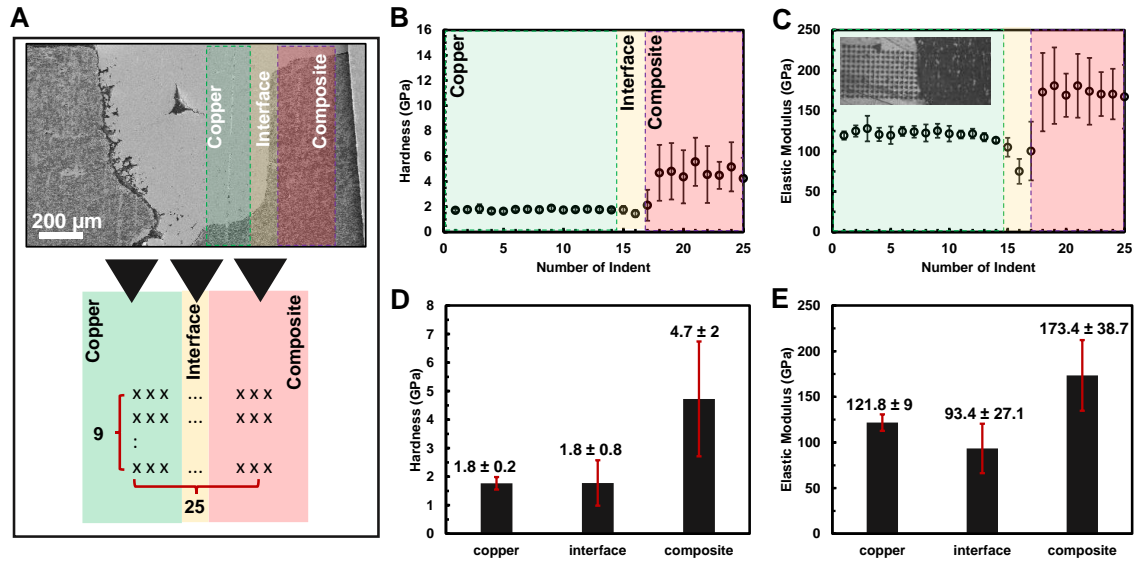 A
Copper
Interface
Composite
200 µm
Copper
Interface
Composite
X X X ... X X X
X X X ... X X X
:
X X X ... X X X
9
25
B
Hardness (GPa)
16
14
12
10
8
6
4
2
0
Copper
Interface
Composite
0 5 10 15 20 25
Number of Indent
C
Elastic Modulus (GPa)
250
200
150
100
50
0
0 5 10 15 20 25
Number of Indent
D
Hardness (GPa)
8
7
6
5
4
3
2
1
0
1.8 ± 0.2
1.8 ± 0.8
4.7 ± 2
copper interface composite
E
Elastic Modulus (GPa)
250
200
150
100
50
0
121.8 ± 9
93.4 ± 27.1
173.4 ± 38.7
copper interface composite